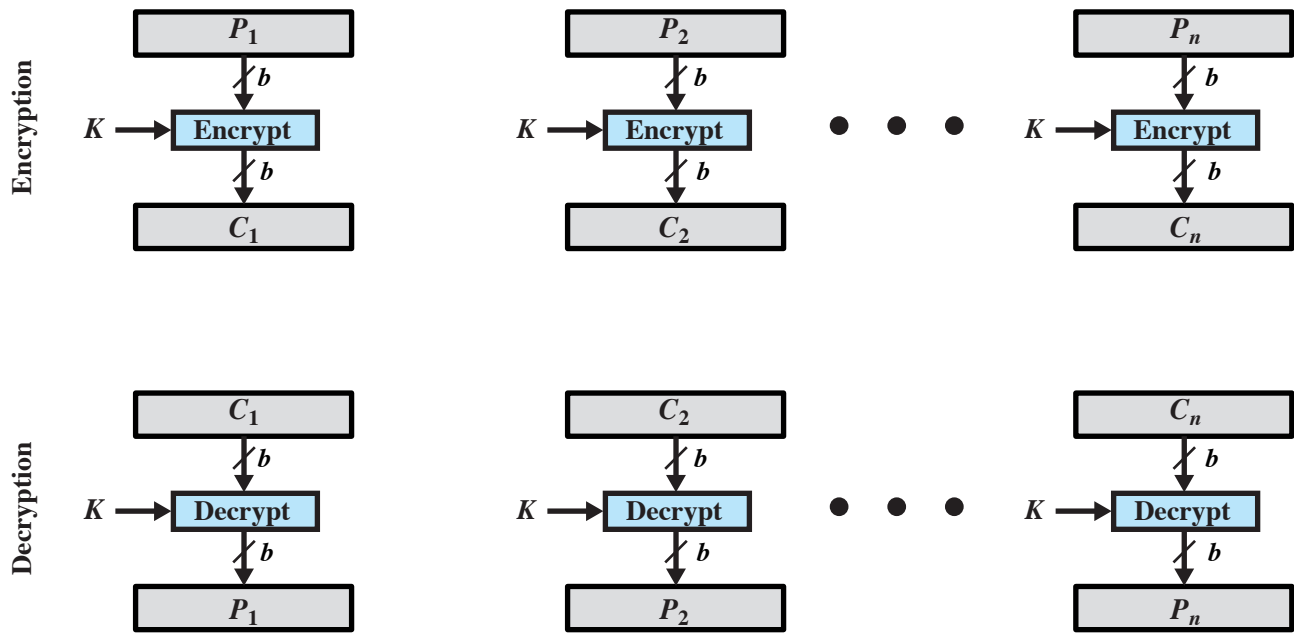 Encryption
P1 P2 Pn
b b b
K Encrypt K Encrypt K Encrypt
b b b
C1 C2 Cn
Decryption
C1 C2 Cn
b b b
K Decrypt K Decrypt K Decrypt
b b b
P1 P2 Pn